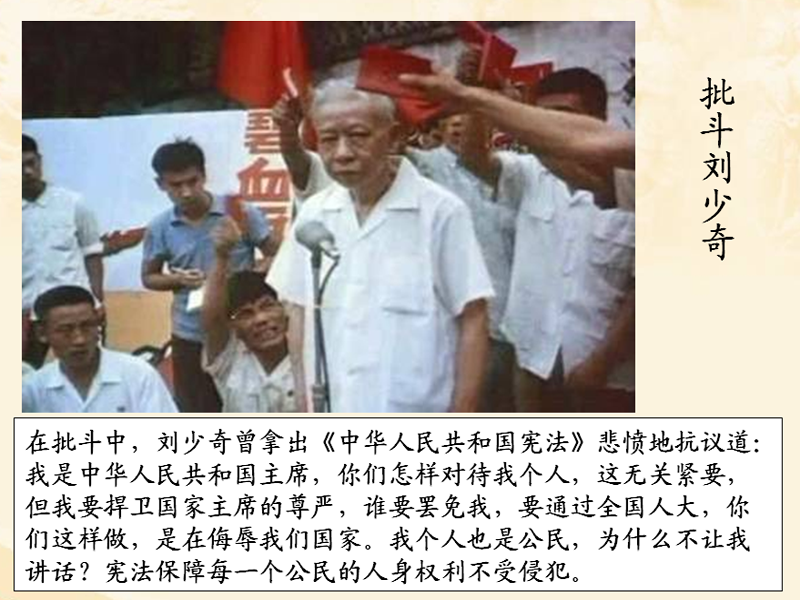 批斗刘少奇
碧
血
在批斗中，刘少奇曾拿出《中华人民共和国宪法》悲愤地抗议道：
我是中华人民共和国主席，你们怎样对待我个人，这无关紧要，
但我要捍卫国家主席的尊严，谁要罢免我，要通过全国人大，你
们这样做，是在侮辱我们国家。我个人也是公民，为什么不让我
讲话？宪法保障每一个公民的人身权利不受侵犯。